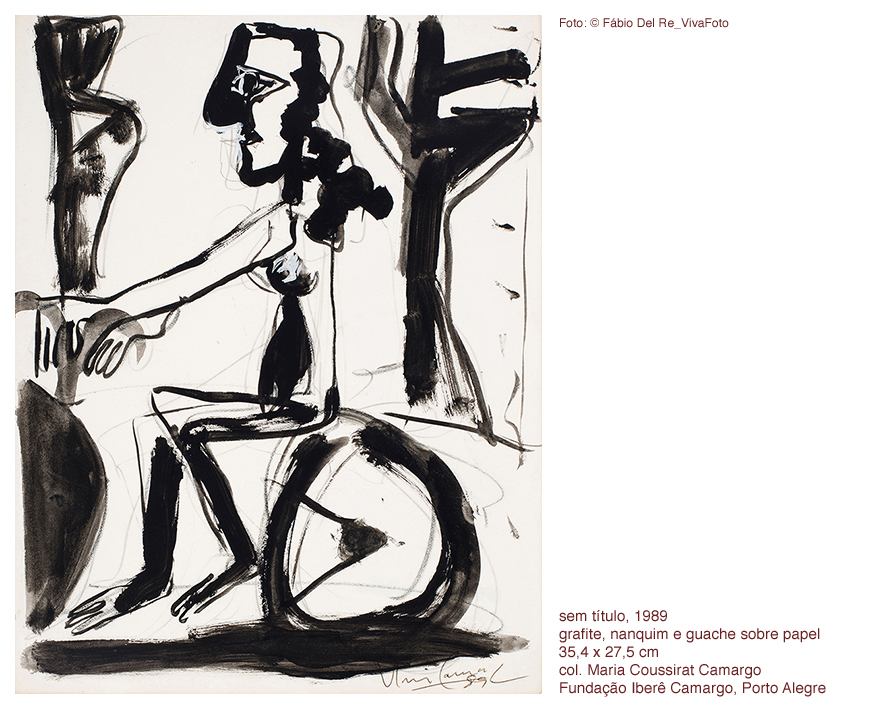 Foto: © Fábio Del Re_VivaFoto
sem título, 1989
grafite, nanquim e guache sobre papel
35,4 x 27,5 cm
col. Maria Coussirat Camargo
Fundação Iberê Camargo, Porto Alegre